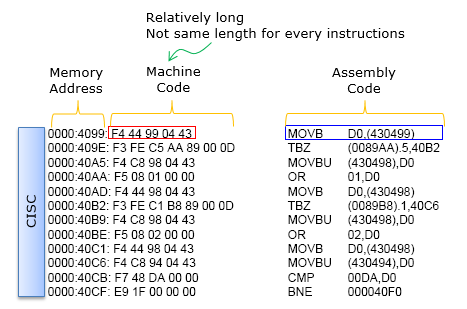 Relatively long
Not same length for every instructions
Memory Address
Machine Code
Assembly Code
CISC
0000:4099: F4 44 99 04 43 MOVB D0,(430499)
0000:409E: F3 FE C5 AA 89 00 0D TBZ (0089AA).5,40B2
0000:40A5: F4 C8 98 04 43 MOVBU (430498),D0
0000:40AA: F5 08 01 00 00 OR 01,D0
0000:40AD: F4 44 98 04 43 MOVB D0,(430498)
0000:40B2: F3 FE C1 B8 89 00 0D TBZ (0089B8).1,40C6
0000:40B9: F4 C8 98 04 43 MOVBU (430498),D0
0000:40BE: F5 08 02 00 00 OR 02,D0
0000:40C1: F4 44 98 04 43 MOVB D0,(430498)
0000:40C6: F4 C8 94 04 43 MOVBU (430494),D0
0000:40CB: F7 48 DA 00 00 CMP 00DA,D0
0000:40CF: E9 1F 00 00 00 BNE 000040F0